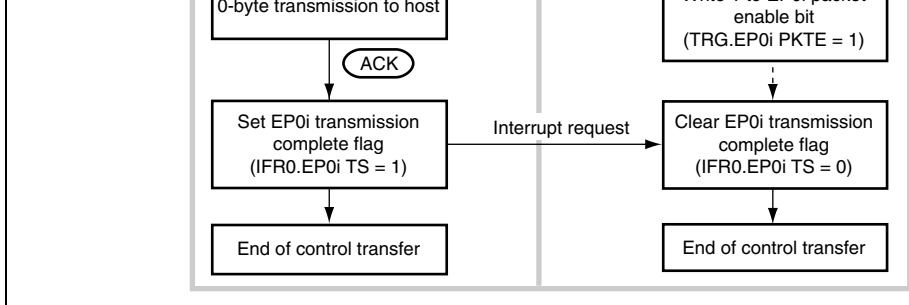 0-byte transmission to host
enable bit
(TRG.EP0i PKTE = 1)
ACK
Set EP0i transmission
complete flag
(IFR0.EP0i TS = 1)
Interrupt request
Clear EP0i transmission
complete flag
(IFR0.EP0i TS = 0)
End of control transfer
End of control transfer